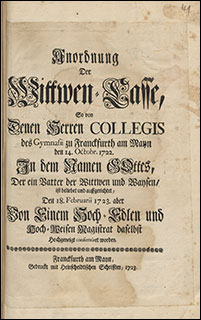 Anordnung
Der
Wittwen-Casse,
So von
Denen Herren COLLEGIS
des Gymnasii zu Franckfurth am Mayn
den 14. Octobr. 1722.
In dem Namen GOttes,
Der ein Vatter der Wittwen und Waysen/
ist beliebet und auffgerichtet,
Den 18. Februarii 1723. aber
Von Einem Hoch-Edlen und
Hoch-Weisen Magistrat daselbst
Hochgeneigt confirmiret worden
Franckfurt am Mayn,
Gedruckt mit Schrifften, 1723